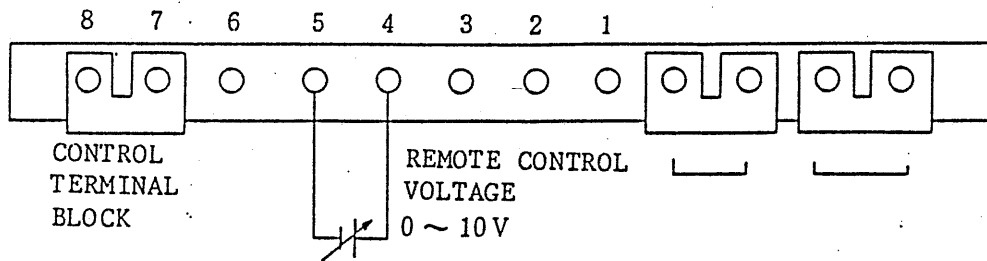 8 7 6 5 4 3 2 1
CONTROL
TERMINAL
BLOCK
REMOTE CONTROL
VOLTAGE
0 ~ 10V